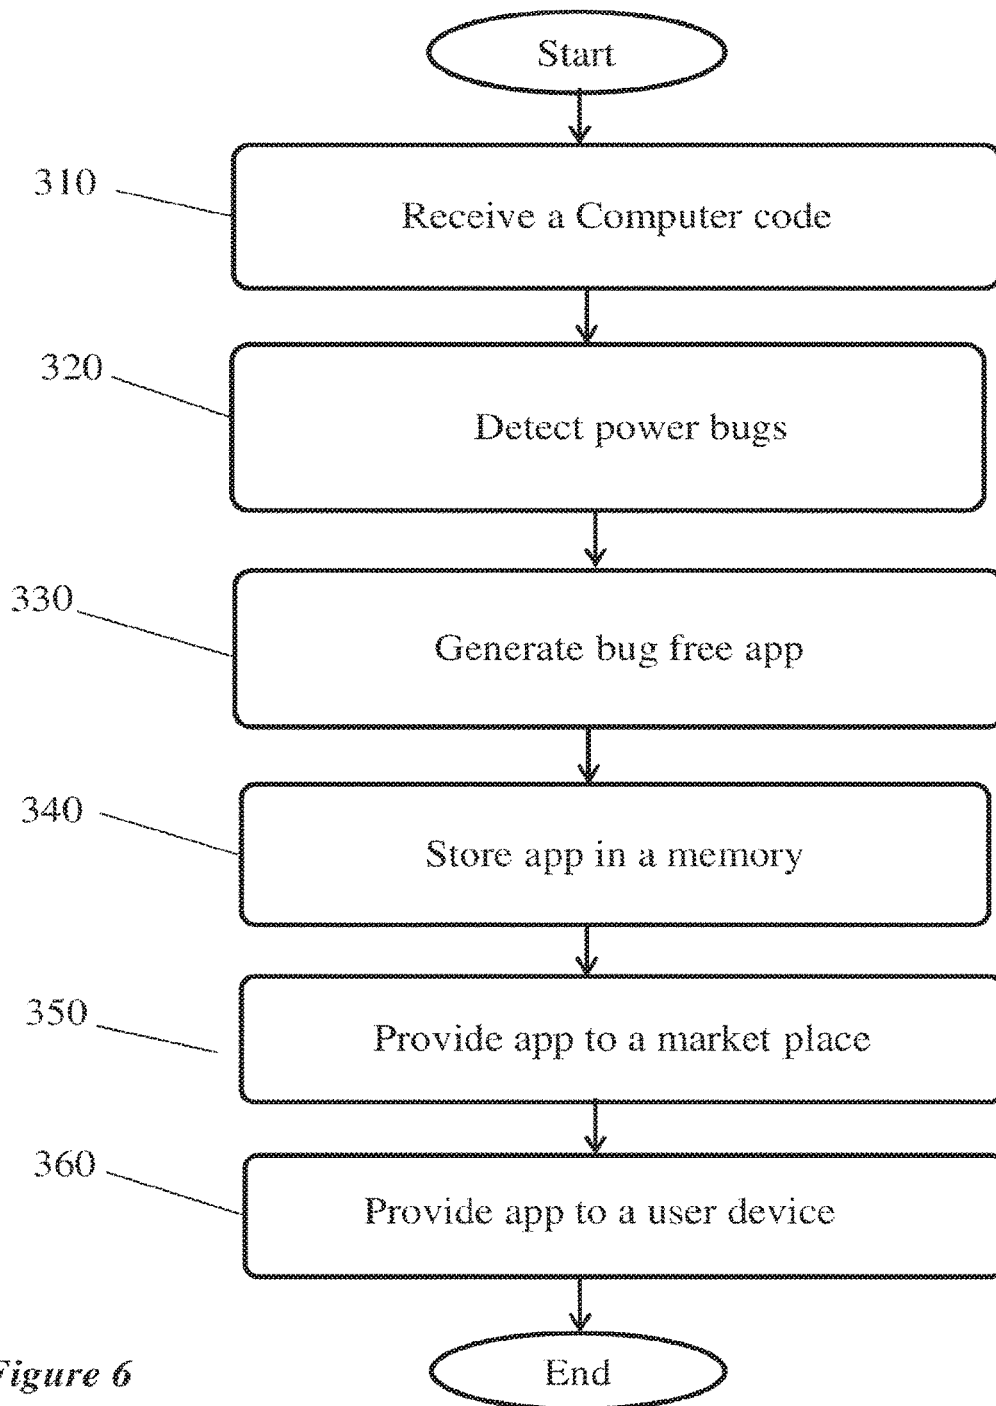 Start
310
Receive a Computer code
320
Detect power bugs
330
Generate bug free app
340
Store app in a memory
350
Provide app to a market place
360
Provide app to a user device
End
Figure 6